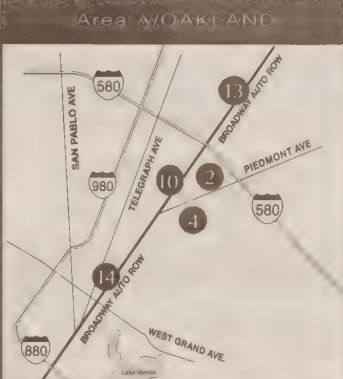 Area A/OAKLAND
580
13
BROADWAY AUTO ROW
SAN PABLO AVE
TELEGRAPH AVE
PIEDMONT AVE
980
10
2
580
4
14
BROADWAY AUTO ROW
WEST GRAND AVE.
880
Lake Merritt